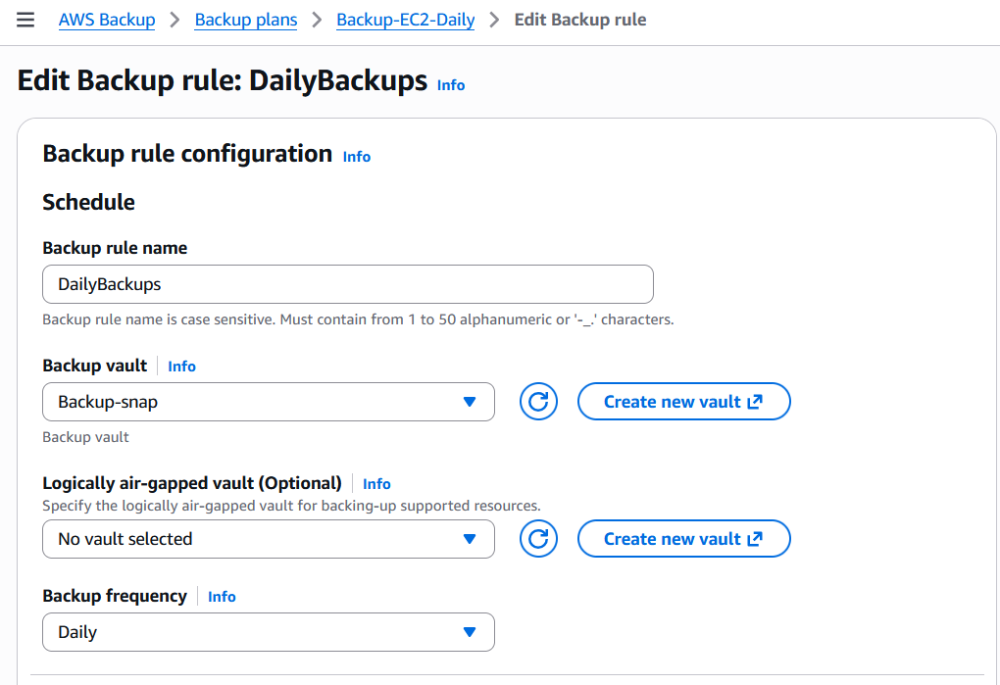 AWS Backup > Backup plans > Backup-EC2-Daily > Edit Backup rule
Edit Backup rule: DailyBackups Info
Backup rule configuration Info
Schedule
Backup rule name
DailyBackups
Backup rule name is case sensitive. Must contain from 1 to 50 alphanumeric or '-_.' characters.
Backup vault Info
Backup-snap Create new vault
Backup vault
Logically air-gapped vault (Optional) Info
Specify the logically air-gapped vault for backing-up supported resources.
No vault selected Create new vault
Backup frequency Info
Daily